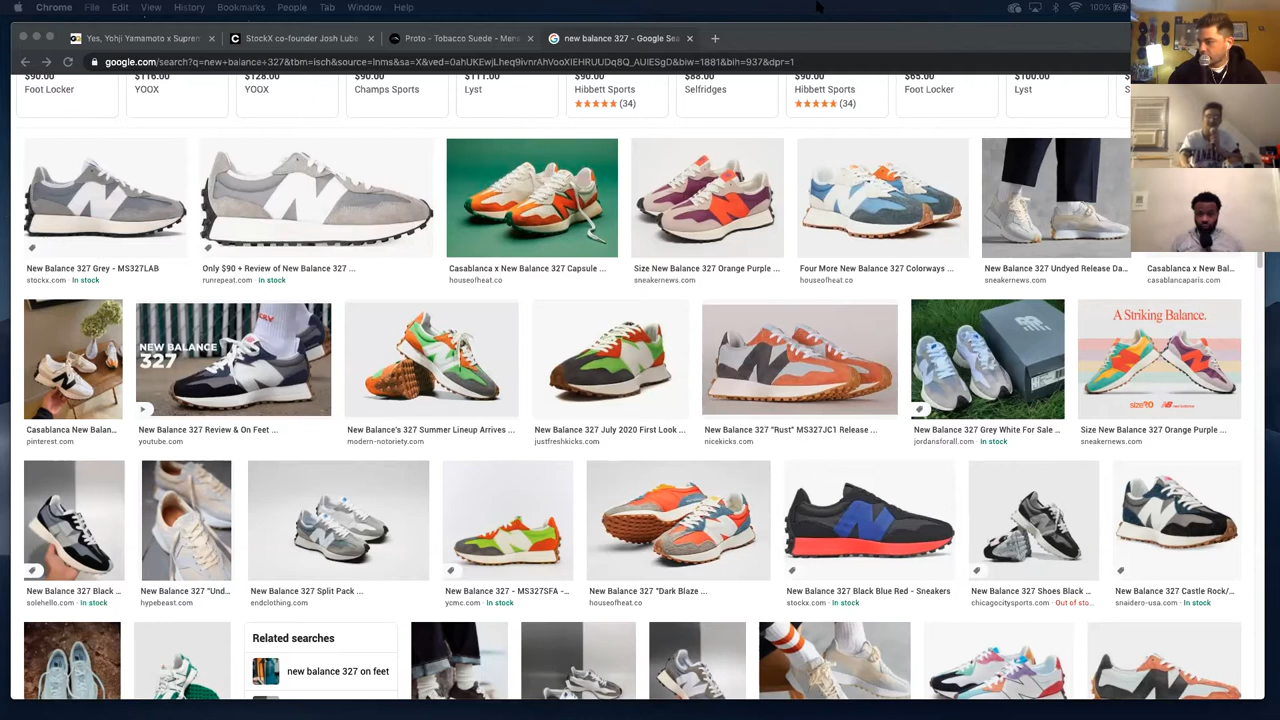 Chrome File Edit View History Bookmarks People Tab Window Help 100%
Yes, Yohji Yamamoto x Suprem StockX co-founder Josh Lube Proto - Tobacco Suede - Mens new balance 327 - Google Sea
google.com/search?q=new+balance+327&tbm=isch&source=lnms&sa=X&ved=0ahUKEwjLheq9ivnrAhVooXIEHRUUDq8Q_AUIESgD&biw=1881&bih=937&dpr=1
$90.00 $116.00 $128.00 $90.00 $111.00 $90.00 $88.00 $90.00 $65.00 $100.00
Foot Locker YOOX YOOX Champs Sports Lyst Hibbett Sports Selfridges Hibbett Sports Foot Locker Lyst
(34) (34)
New Balance 327 Grey - MS327LAB Only $90 + Review of New Balance 327 ... Casablanca x New Balance 327 Capsule ... Size New Balance 327 Orange Purple ... Four More New Balance 327 Colorways ... New Balance 327 Undyed Release Da... Casablanca x New Bal...
stockx.com · In stock runrepeat.com · In stock houseofheat.co sneakernews.com houseofheat.co sneakernews.com casablancaparis.com
NEW BALANCE
327
A Striking Balance.
Casablanca New Balan... New Balance 327 Review & On Feet ... New Balance's 327 Summer Lineup Arrives ... New Balance 327 July 2020 First Look ... New Balance 327 "Rust" MS327JC1 Release ... New Balance 327 Grey White For Sale ... Size New Balance 327 Orange Purple ...
pinterest.com youtube.com modern-notoriety.com justfreshkicks.com nicekicks.com jordansforall.com · In stock sneakernews.com
New Balance 327 Black ... New Balance 327 "Und... New Balance 327 Split Pack ... New Balance 327 - MS327SFA -... New Balance 327 "Dark Blaze ... New Balance 327 Black Blue Red - Sneakers New Balance 327 Shoes Black ... New Balance 327 Castle Rock/...
solehello.com · In stock hypebeast.com endclothing.com ycmc.com · In stock houseofheat.co stockx.com · In stock chicagocitysports.com · Out of sto... snaidero-usa.com · In stock
Related searches
new balance 327 on feet